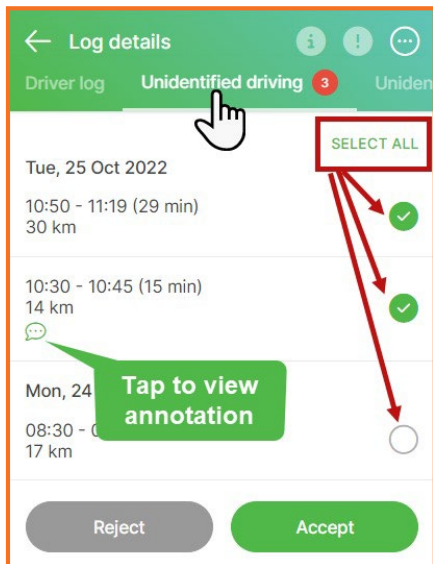 Log details
Driver log Unidentified driving 3 Uniden
SELECT ALL
Tue, 25 Oct 2022
10:50 - 11:19 (29 min)
30 km
10:30 - 10:45 (15 min)
14 km
Tap to view
annotation
Mon, 24
08:30 - 
17 km
Reject Accept